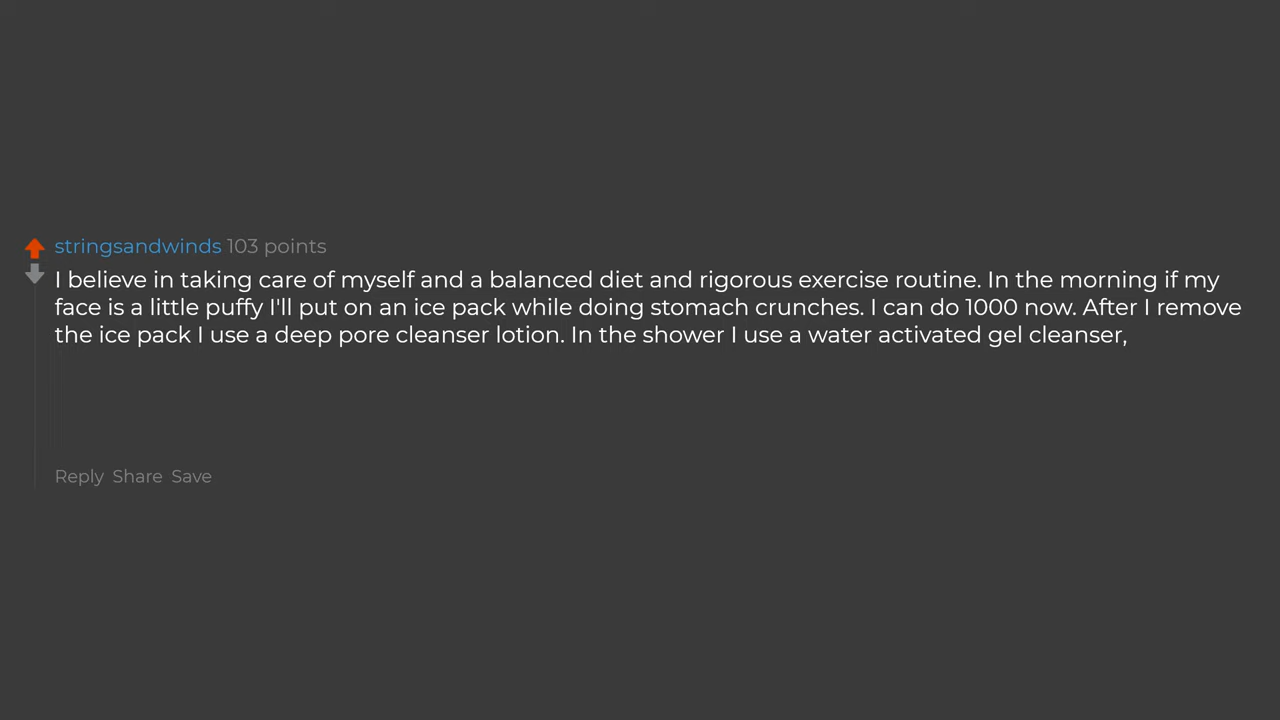 stringsandwinds 103 points
I believe in taking care of myself and a balanced diet and rigorous exercise routine. In the morning if my
face is a little puffy I'll put on an ice pack while doing stomach crunches. I can do 1000 now. After I remove
the ice pack I use a deep pore cleanser lotion. In the shower I use a water activated gel cleanser,
Reply Share Save